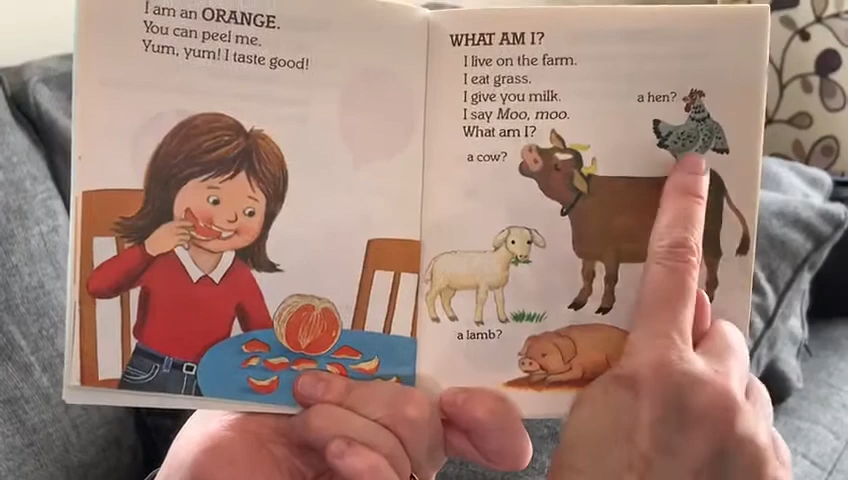 I am an ORANGE.
You can peel me.
Yum, yum! I taste good!
WHAT AM I?
I live on the farm.
I eat grass.
I give you milk.
I say Moo, moo.
What am I?
a hen?
a cow?
a lamb?